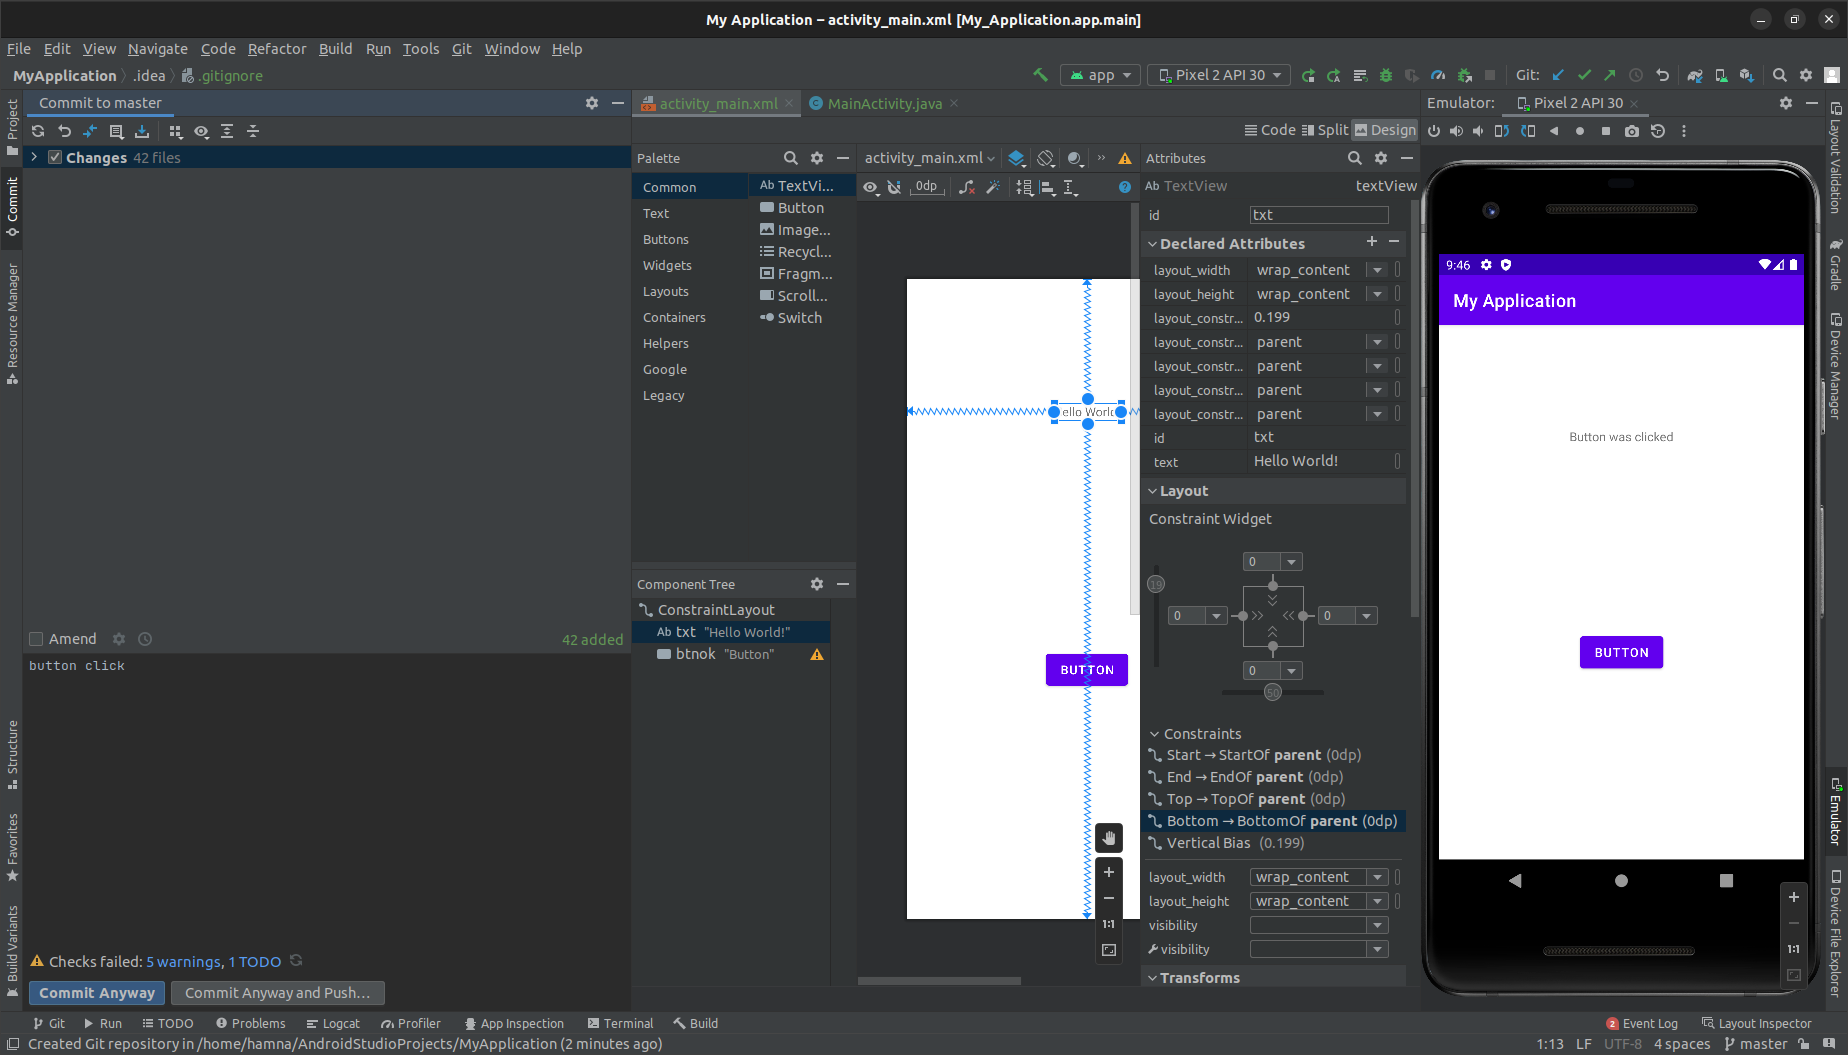 My Application – activity_main.xml [My_Application.app.main]
File Edit View Navigate Code Refactor Build Run Tools Git Window Help
MyApplication .idea .gitignore
app Pixel 2 API 30 Git:
Commit to master
activity_main.xml MainActivity.java
Emulator: Pixel 2 API 30
Code Split Design
Changes 42 files
Amend
42 added
button click
Checks failed: 5 warnings, 1 TODO
Commit Anyway Commit Anyway and Push...
Project
Commit
Resource Manager
Structure
Favorites
Build Variants
Palette
Common
Text
Buttons
Widgets
Layouts
Containers
Helpers
Google
Legacy
Ab TextVi...
Button
Image...
Recycl...
Fragm...
Scroll...
Switch
Component Tree
ConstraintLayout
Ab txt "Hello World!"
btnok "Button"
activity_main.xml
0dp
ello World
BUTTON
1:1
Attributes
Ab TextView textView
id txt
Declared Attributes
layout_width wrap_content
layout_height wrap_content
layout_constr... 0.199
layout_constr... parent
layout_constr... parent
layout_constr... parent
layout_constr... parent
id txt
text Hello World!
Layout
Constraint Widget
0
19
0 0
0
50
Constraints
Start → StartOf parent (0dp)
End → EndOf parent (0dp)
Top → TopOf parent (0dp)
Bottom → BottomOf parent (0dp)
Vertical Bias (0.199)
layout_width wrap_content
layout_height wrap_content
visibility
visibility
Transforms
9:46
My Application
Button was clicked
BUTTON
1:1
Layout Validation
Gradle
Device Manager
Emulator
Device File Explorer
Git Run TODO Problems Logcat Profiler App Inspection Terminal Build
2 Event Log Layout Inspector
Created Git repository in /home/hamna/AndroidStudioProjects/MyApplication (2 minutes ago)
1:13 LF UTF-8 4 spaces master